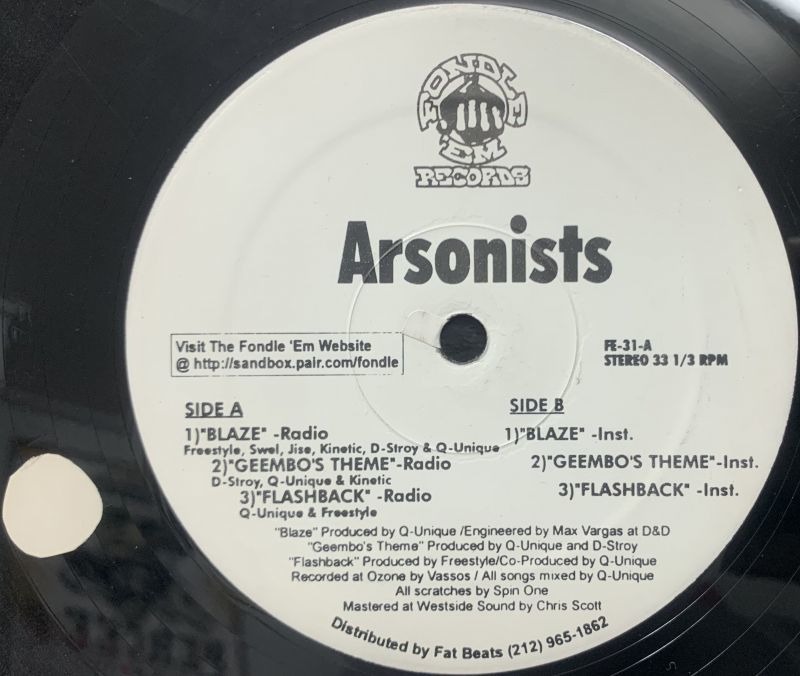 FONDLE
'EM
RECORDS
Arsonists
Visit The Fondle 'Em Website
@ http://sandbox.pair.com/fondle
FE-31-A
STEREO 33 1/3 RPM
SIDE A
1)"BLAZE" -Radio
Freestyle, Swel, Jise, Kinetic, D-Stroy & Q-Unique
2)"GEEMBO'S THEME"-Radio
D-Stroy, Q-Unique & Kinetic
3)"FLASHBACK" -Radio
Q-Unique & Freestyle
SIDE B
1)"BLAZE" -Inst.
2)"GEEMBO'S THEME"-Inst.
3)"FLASHBACK" -Inst.
"Blaze" Produced by Q-Unique /Engineered by Max Vargas at D&D
"Geembo's Theme" Produced by Q-Unique and D-Stroy
"Flashback" Produced by Freestyle/Co-Produced by Q-Unique
Recorded at Ozone by Vassos / All songs mixed by Q-Unique
All scratches by Spin One
Mastered at Westside Sound by Chris Scott
Distributed by Fat Beats (212) 965-1862